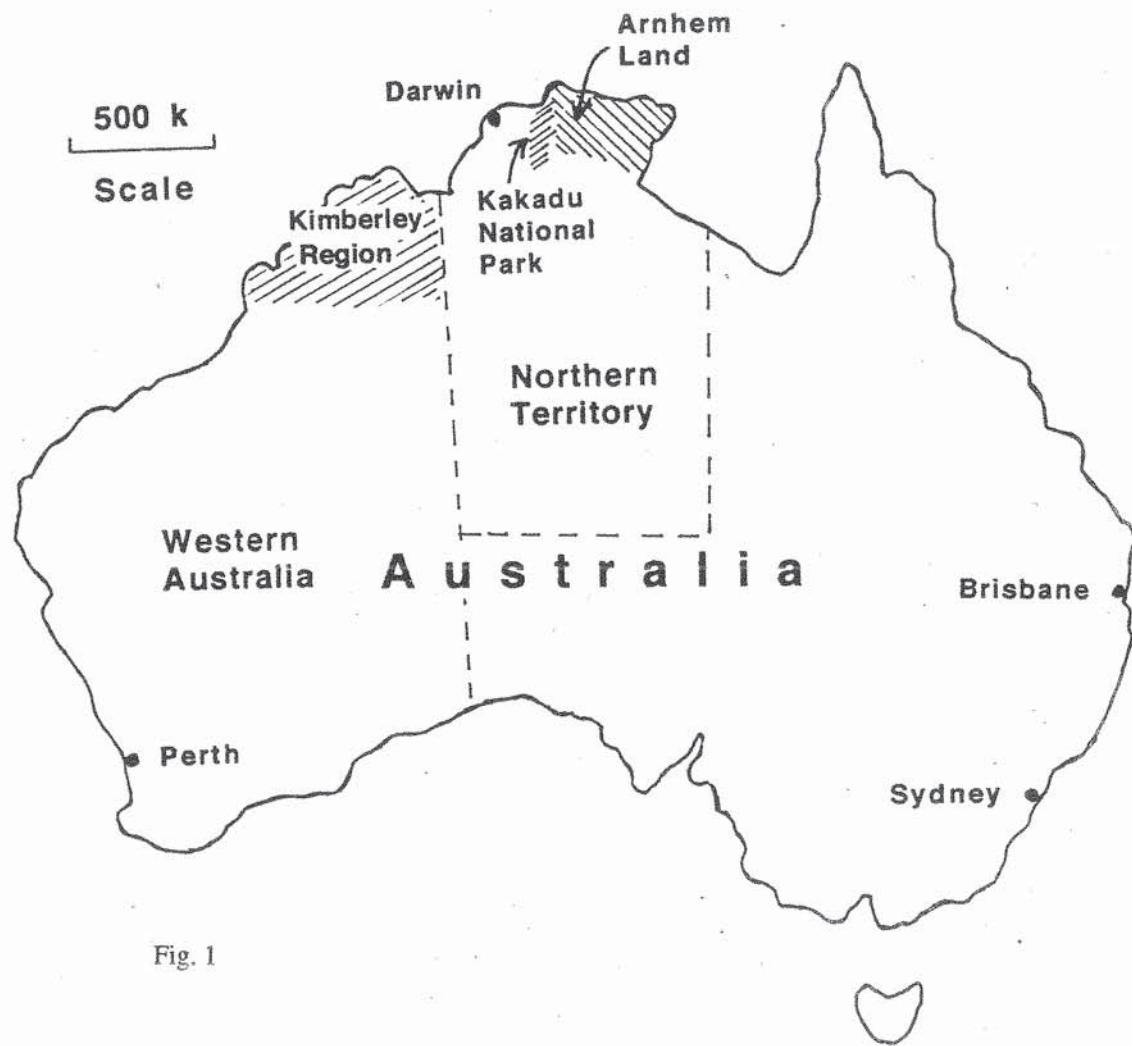 Arnhem
Land
Darwin
500 k
Scale
Kimberley
Region
Kakadu
National
Park
Northern
Territory
Western
Australia
Australia
Brisbane
Perth
Sydney
Fig. 1